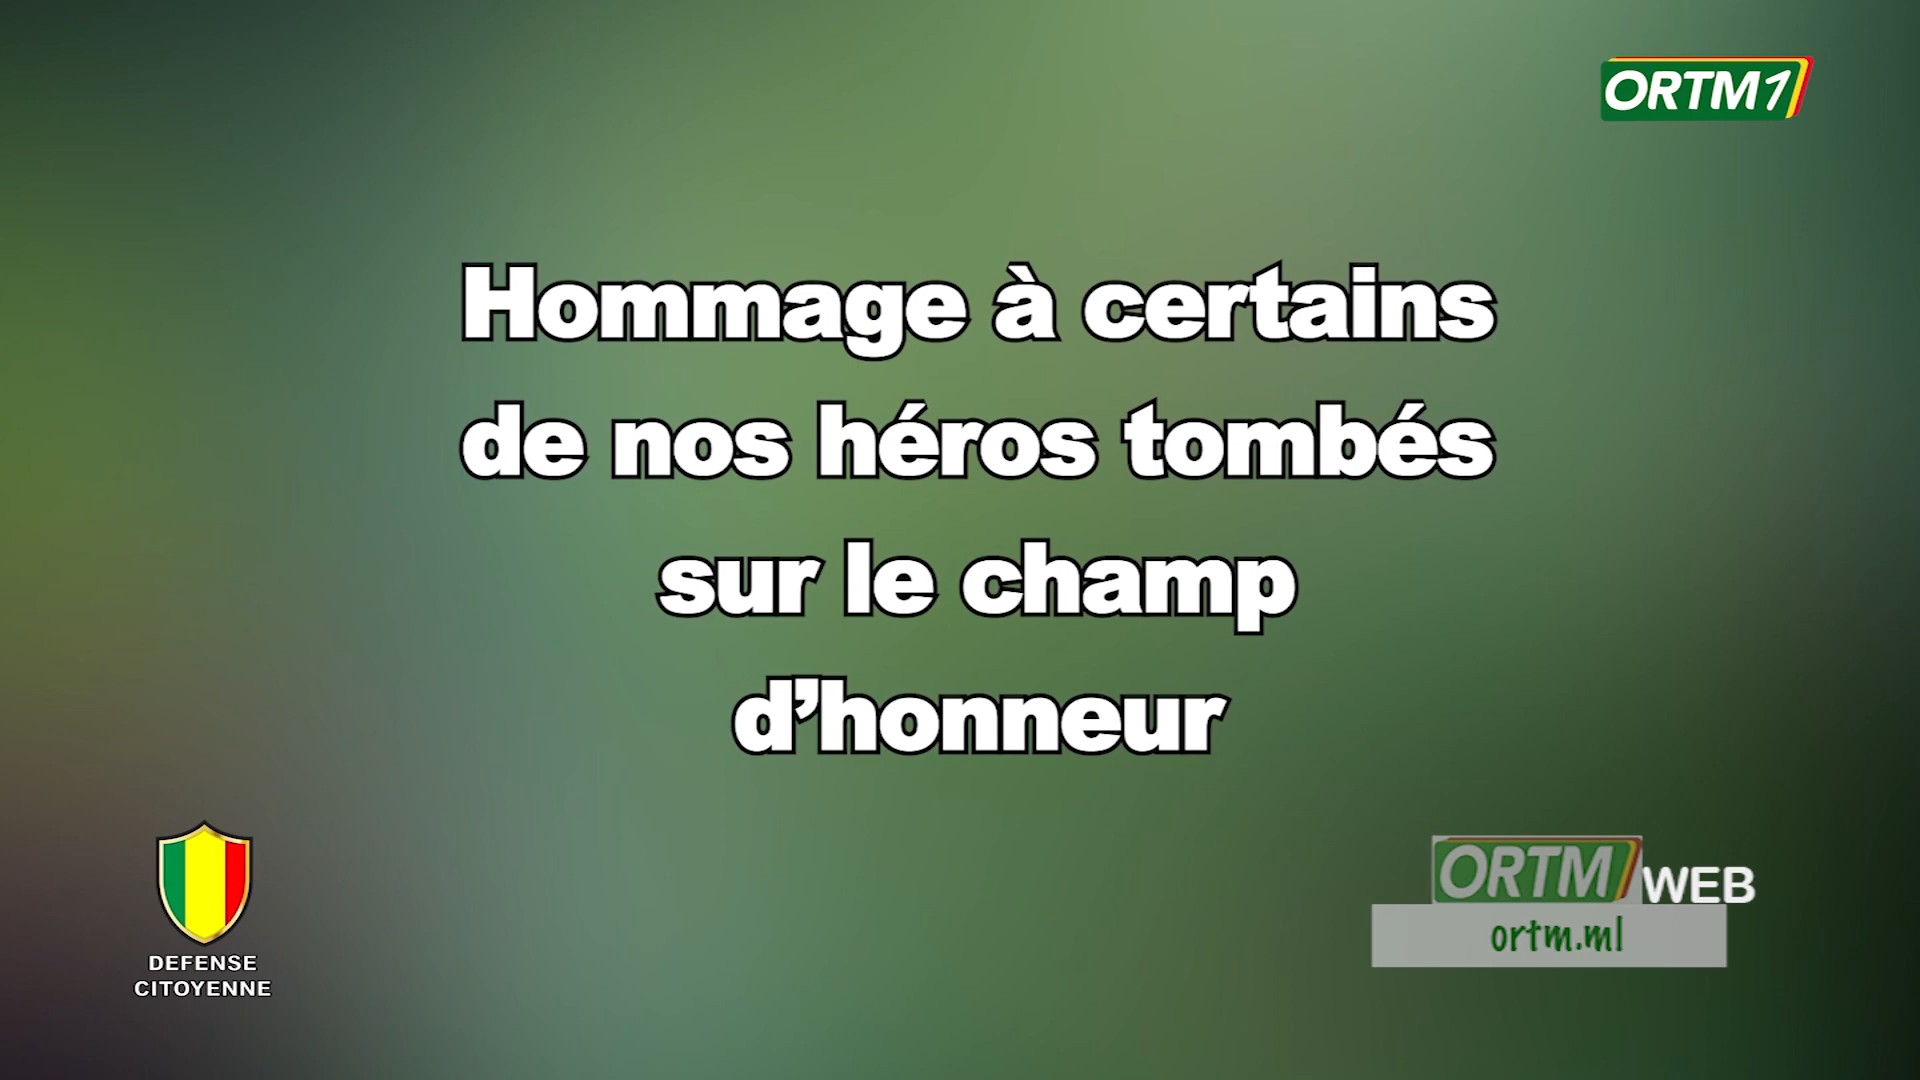 ORTM1
Hommage à certains
de nos héros tombés
sur le champ
d’honneur
DEFENSE
CITOYENNE
ORTM WEB
ortm.ml